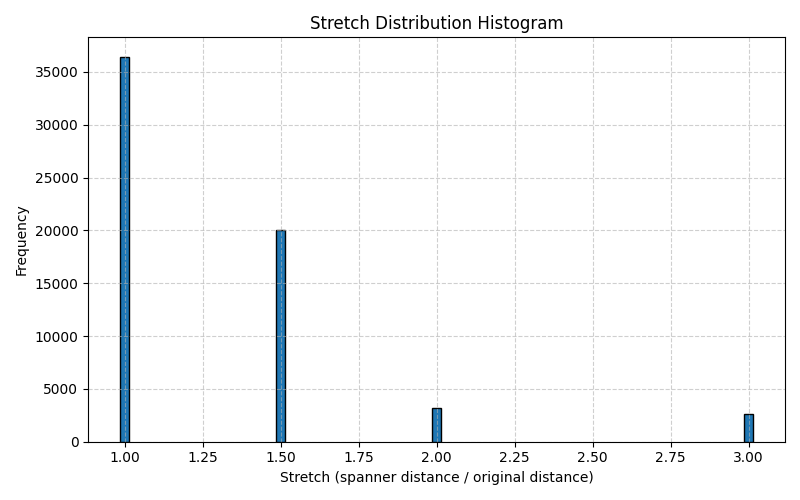 Stretch Distribution Histogram
Frequency
35000
30000
25000
20000
15000
10000
5000
0
1.00 1.25 1.50 1.75 2.00 2.25 2.50 2.75 3.00
Stretch (spanner distance / original distance)